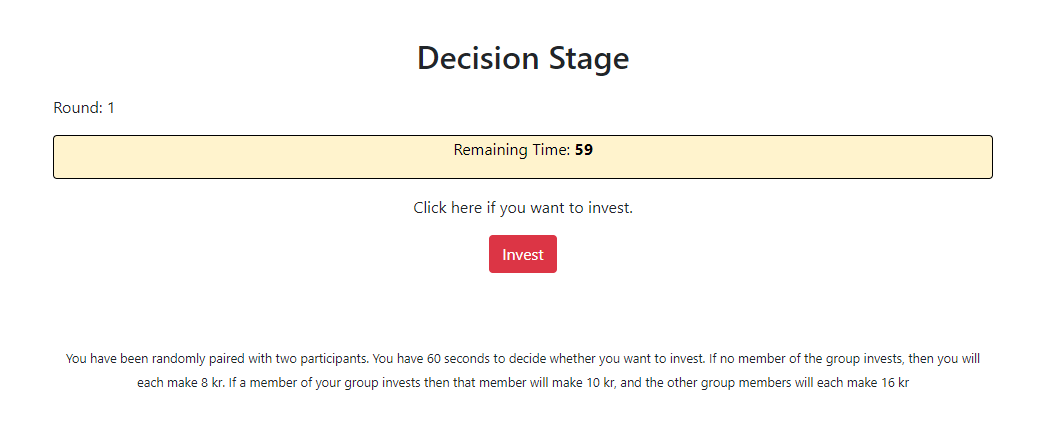 Decision Stage
Round: 1
Remaining Time: 59
Click here if you want to invest.
Invest
You have been randomly paired with two participants. You have 60 seconds to decide whether you want to invest. If no member of the group invests, then you will
each make 8 kr. If a member of your group invests then that member will make 10 kr, and the other group members will each make 16 kr